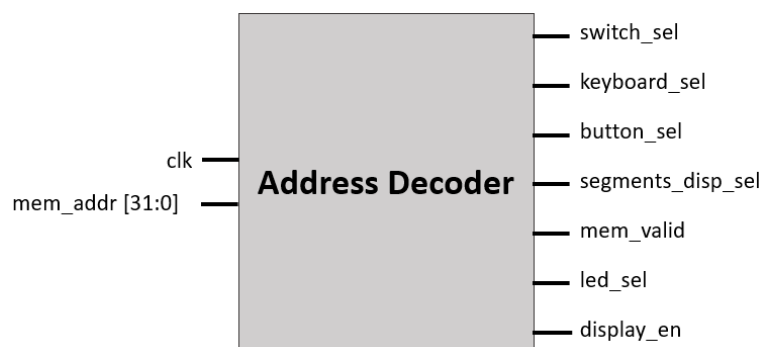 switch_sel
keyboard_sel
button_sel
clk
Address Decoder
segments_disp_sel
mem_addr [31:0]
mem_valid
led_sel
display_en